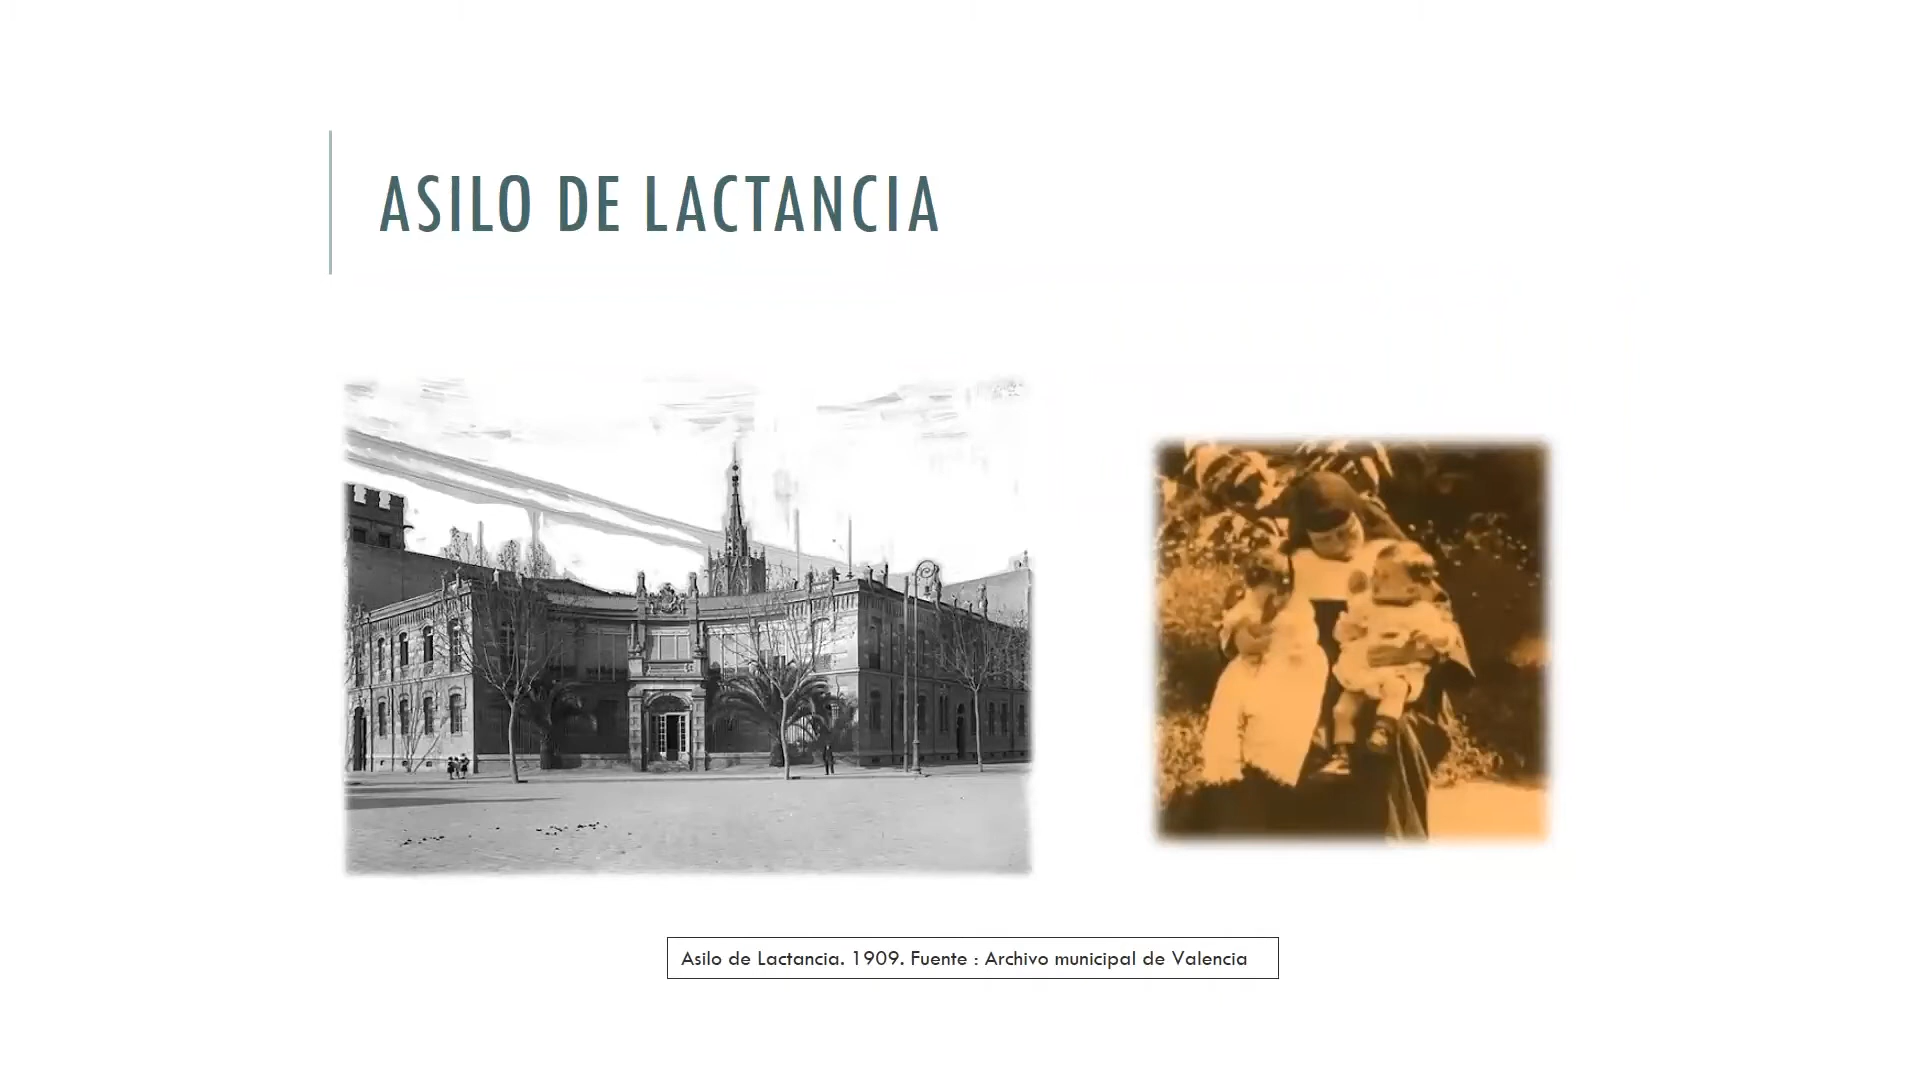 ASILO DE LACTANCIA
Asilo de Lactancia. 1909. Fuente : Archivo municipal de Valencia